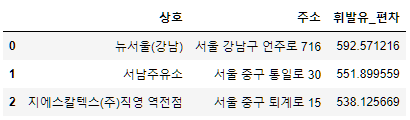 상호 주소 휘발유_편차
0 뉴서울(강남) 서울 강남구 언주로 716 592.571216
1 서남주유소 서울 중구 통일로 30 551.899559
2 지에스칼텍스(주)직영 역전점 서울 중구 퇴계로 15 538.125669